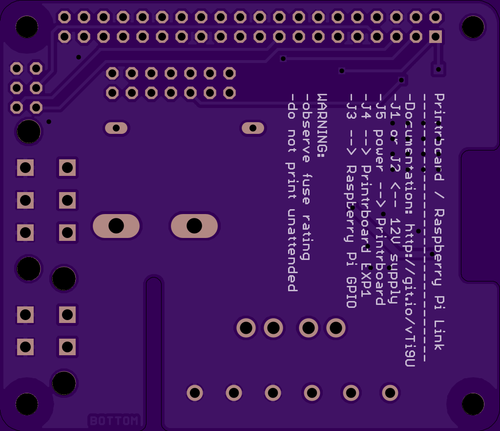 Printrboard / Raspberry Pi Link
-------------------------------
-Documentation: http://git.io/vTi9U
-J1 or J2 <-- 12V supply
-J5 power --> Printrboard
-J4 --> Printrboard EXP1
-J3 --> Raspberry Pi GPIO
WARNING:
-observe fuse rating
-do not print unattended
BOTTOM